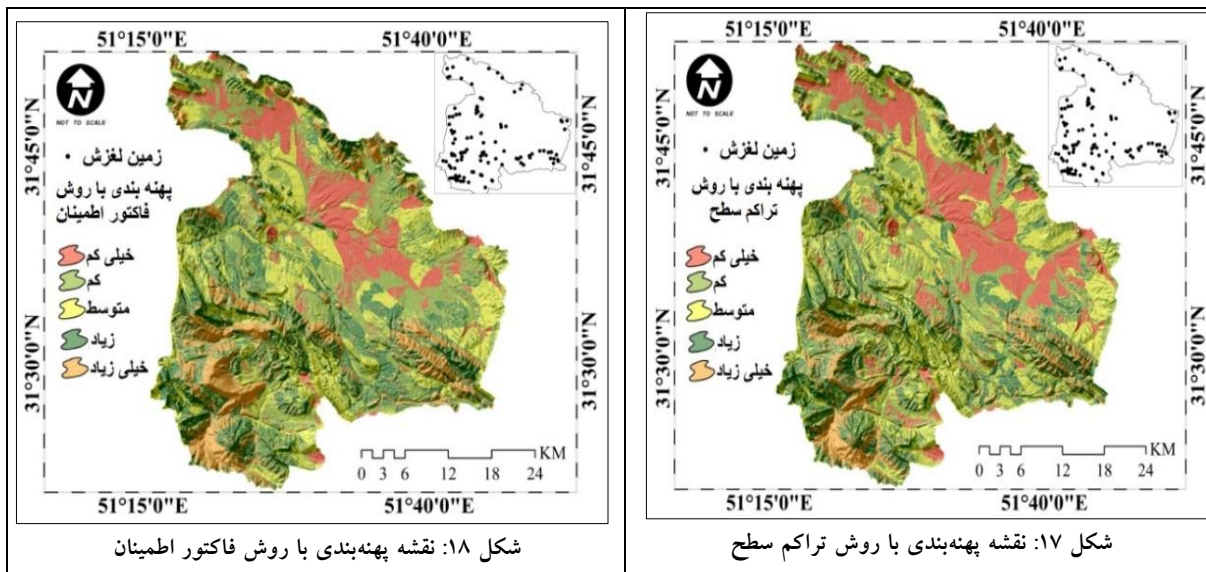 51°15'0"E
51°40'0"E
31°45'0"N
31°30'0"N
N
NOT TO SCALE
زمین لغزش
پهنه بندی با روش
تراکم سطح
خیلی کم
کم
متوسط
زیاد
خیلی زیاد
31°45'0"N
31°30'0"N
KM
0 3 6 12 18 24
51°15'0"E
51°40'0"E
شکل ۱۷: نقشه پهنه‌بندی با روش تراکم سطح
51°15'0"E
51°40'0"E
31°45'0"N
31°30'0"N
N
NOT TO SCALE
زمین لغزش
پهنه بندی با روش
فاکتور اطمینان
خیلی کم
کم
متوسط
زیاد
خیلی زیاد
31°45'0"N
31°30'0"N
KM
0 3 6 12 18 24
51°15'0"E
51°40'0"E
شکل ۱۸: نقشه پهنه‌بندی با روش فاکتور اطمینان